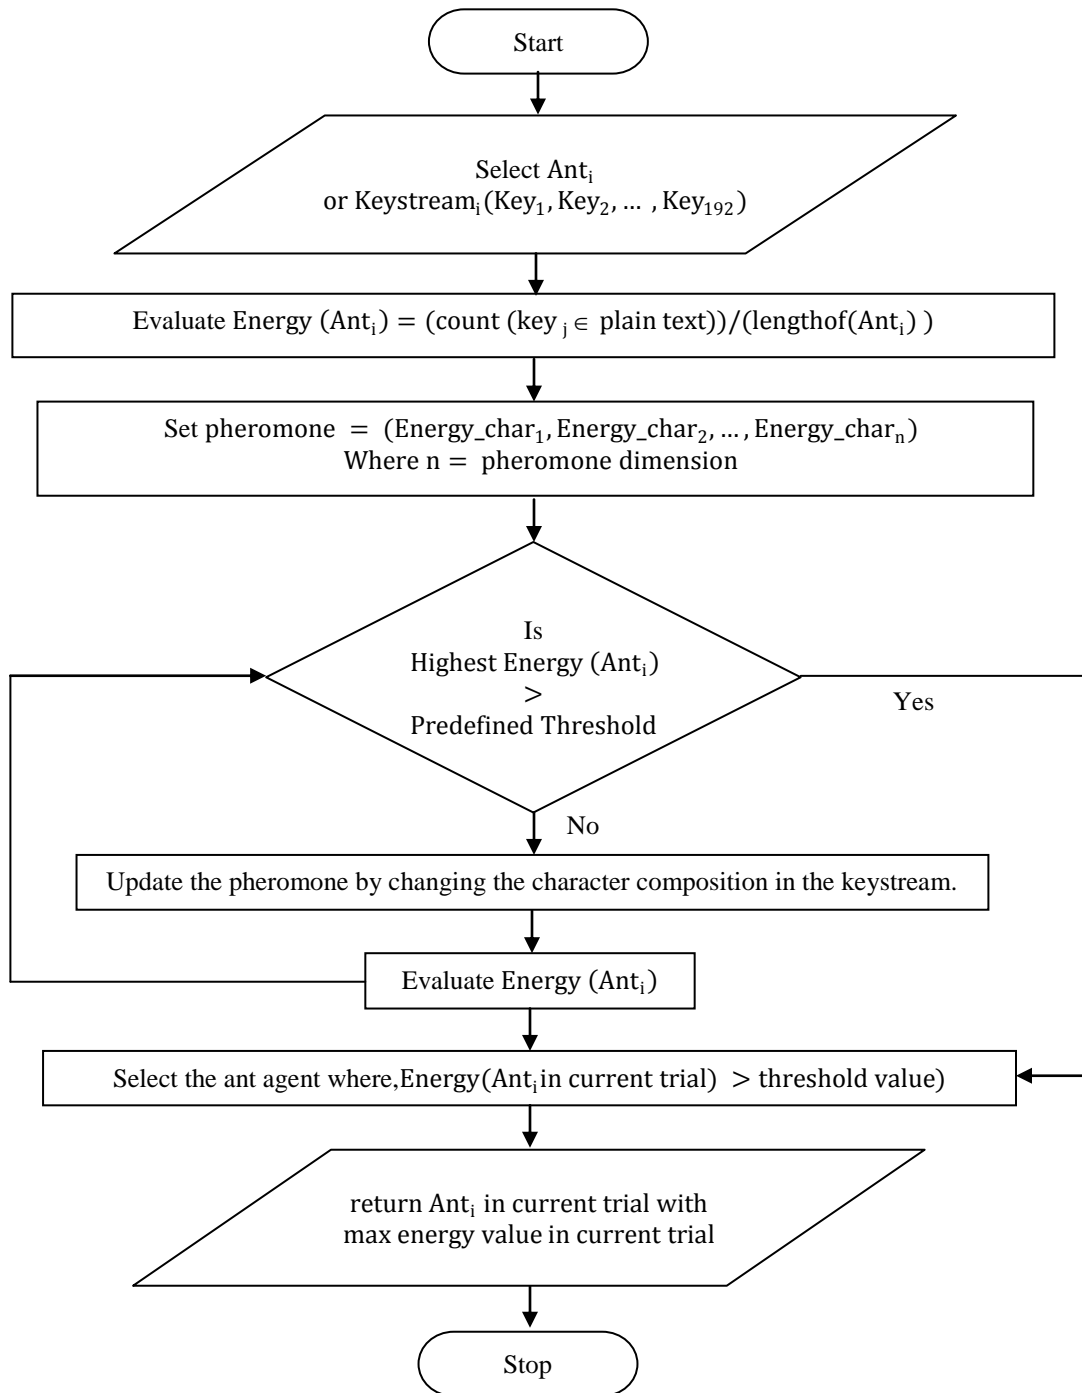 Start
Select Antᵢ
or Keystreamᵢ(Key₁, Key₂, … , Key₁₉₂)
Evaluate Energy (Antᵢ) = (count (key ⱼ ∈ plain text))/(lengthof(Antᵢ) )
Set pheromone = (Energy_char₁, Energy_char₂, … , Energy_charₙ)
Where n = pheromone dimension
Is
Highest Energy (Antᵢ)
>
Predefined Threshold
Yes
No
Update the pheromone by changing the character composition in the keystream.
Evaluate Energy (Antᵢ)
Select the ant agent where,Energy(Antᵢin current trial) > threshold value)
return Antᵢ in current trial with
max energy value in current trial
Stop